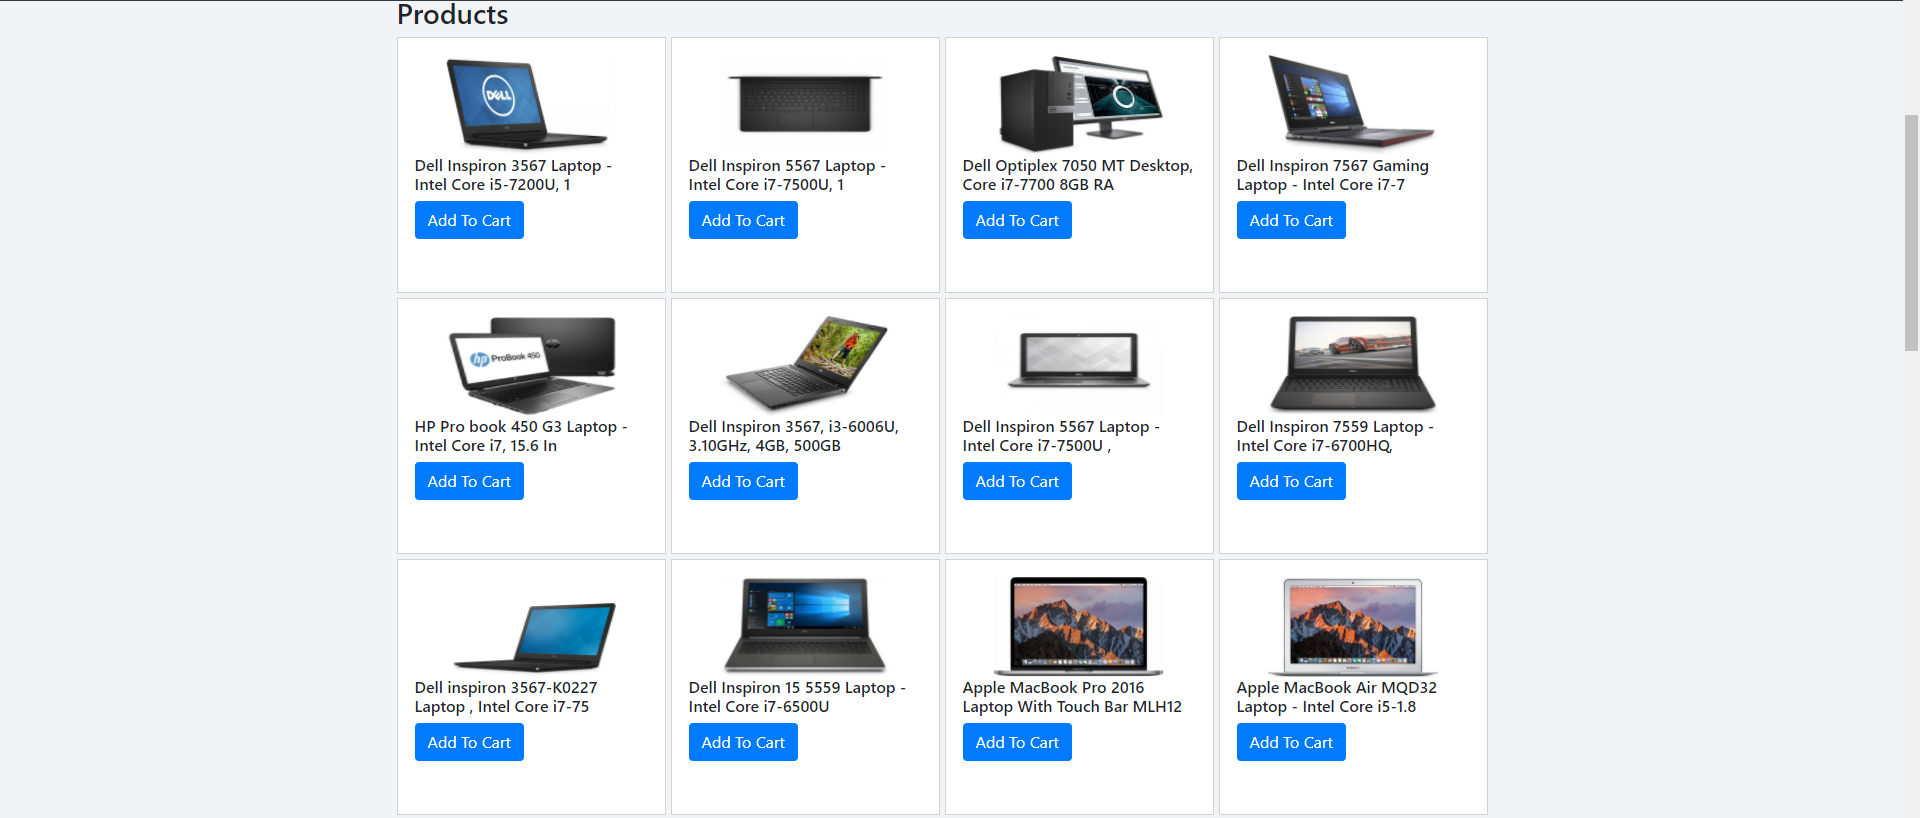 Products
DELL
Dell Inspiron 3567 Laptop -
Intel Core i5-7200U, 1
Add To Cart
Dell Inspiron 5567 Laptop -
Intel Core i7-7500U, 1
Add To Cart
Dell Optiplex 7050 MT Desktop,
Core i7-7700 8GB RA
Add To Cart
Dell Inspiron 7567 Gaming
Laptop - Intel Core i7-7
Add To Cart
hp ProBook 450
HP Pro book 450 G3 Laptop -
Intel Core i7, 15.6 In
Add To Cart
Dell Inspiron 3567, i3-6006U,
3.10GHz, 4GB, 500GB
Add To Cart
Dell Inspiron 5567 Laptop -
Intel Core i7-7500U ,
Add To Cart
Dell Inspiron 7559 Laptop -
Intel Core i7-6700HQ,
Add To Cart
Dell inspiron 3567-K0227
Laptop , Intel Core i7-75
Add To Cart
Dell Inspiron 15 5559 Laptop -
Intel Core i7-6500U
Add To Cart
Apple MacBook Pro 2016
Laptop With Touch Bar MLH12
Add To Cart
Apple MacBook Air MQD32
Laptop - Intel Core i5-1.8
Add To Cart